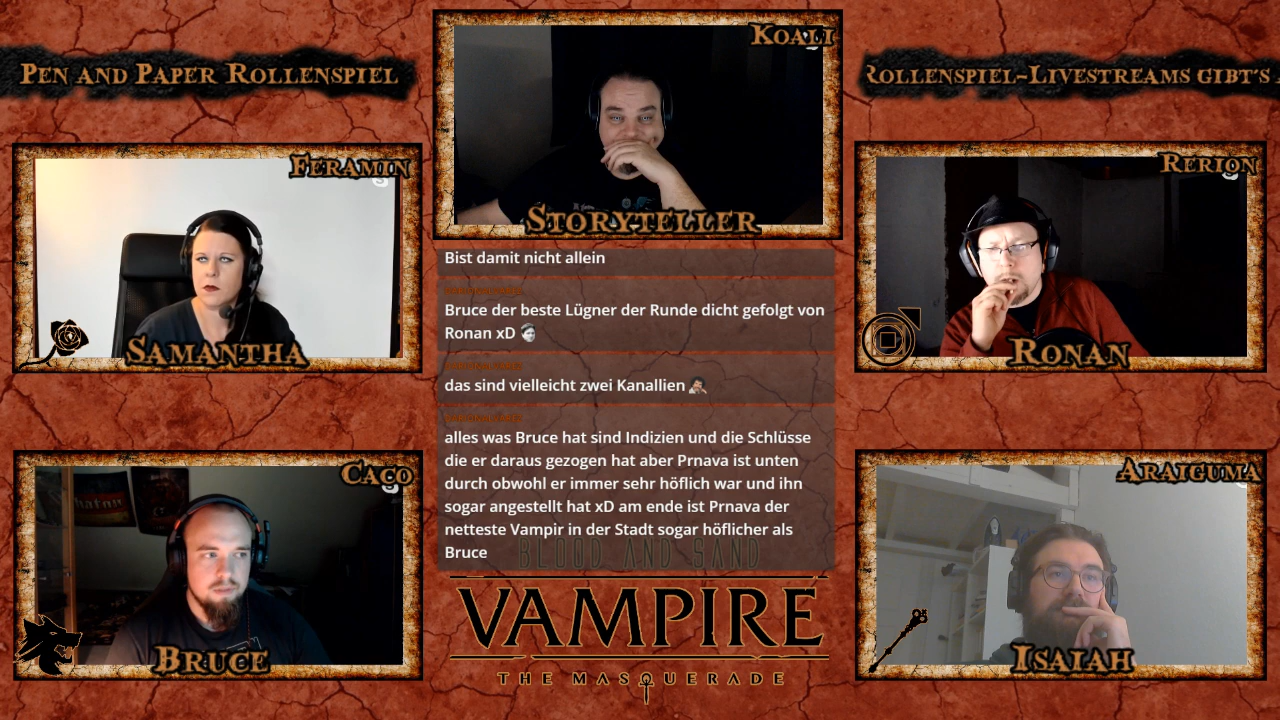 Pen and Paper Rollenspiel
Koali
Rollenspiel-Livestreams gibt's
Feramin
Storyteller
Rerion
Samantha
Ronan
Bist damit nicht allein
Bruce der beste Lügner der Runde dicht gefolgt von
Ronan xD
das sind vielleicht zwei Kanallien
alles was Bruce hat sind Indizien und die Schlüsse
die er daraus gezogen hat aber Prnava ist unten
durch obwohl er immer sehr höflich war und ihn
sogar angestellt hat xD am ende ist Prnava der
netteste Vampir in der Stadt sogar höflicher als
Bruce
Caco
Araiguma
Bruce
Isaiah
BLOOD AND SAND
VAMPIRE
THE MASQUERADE